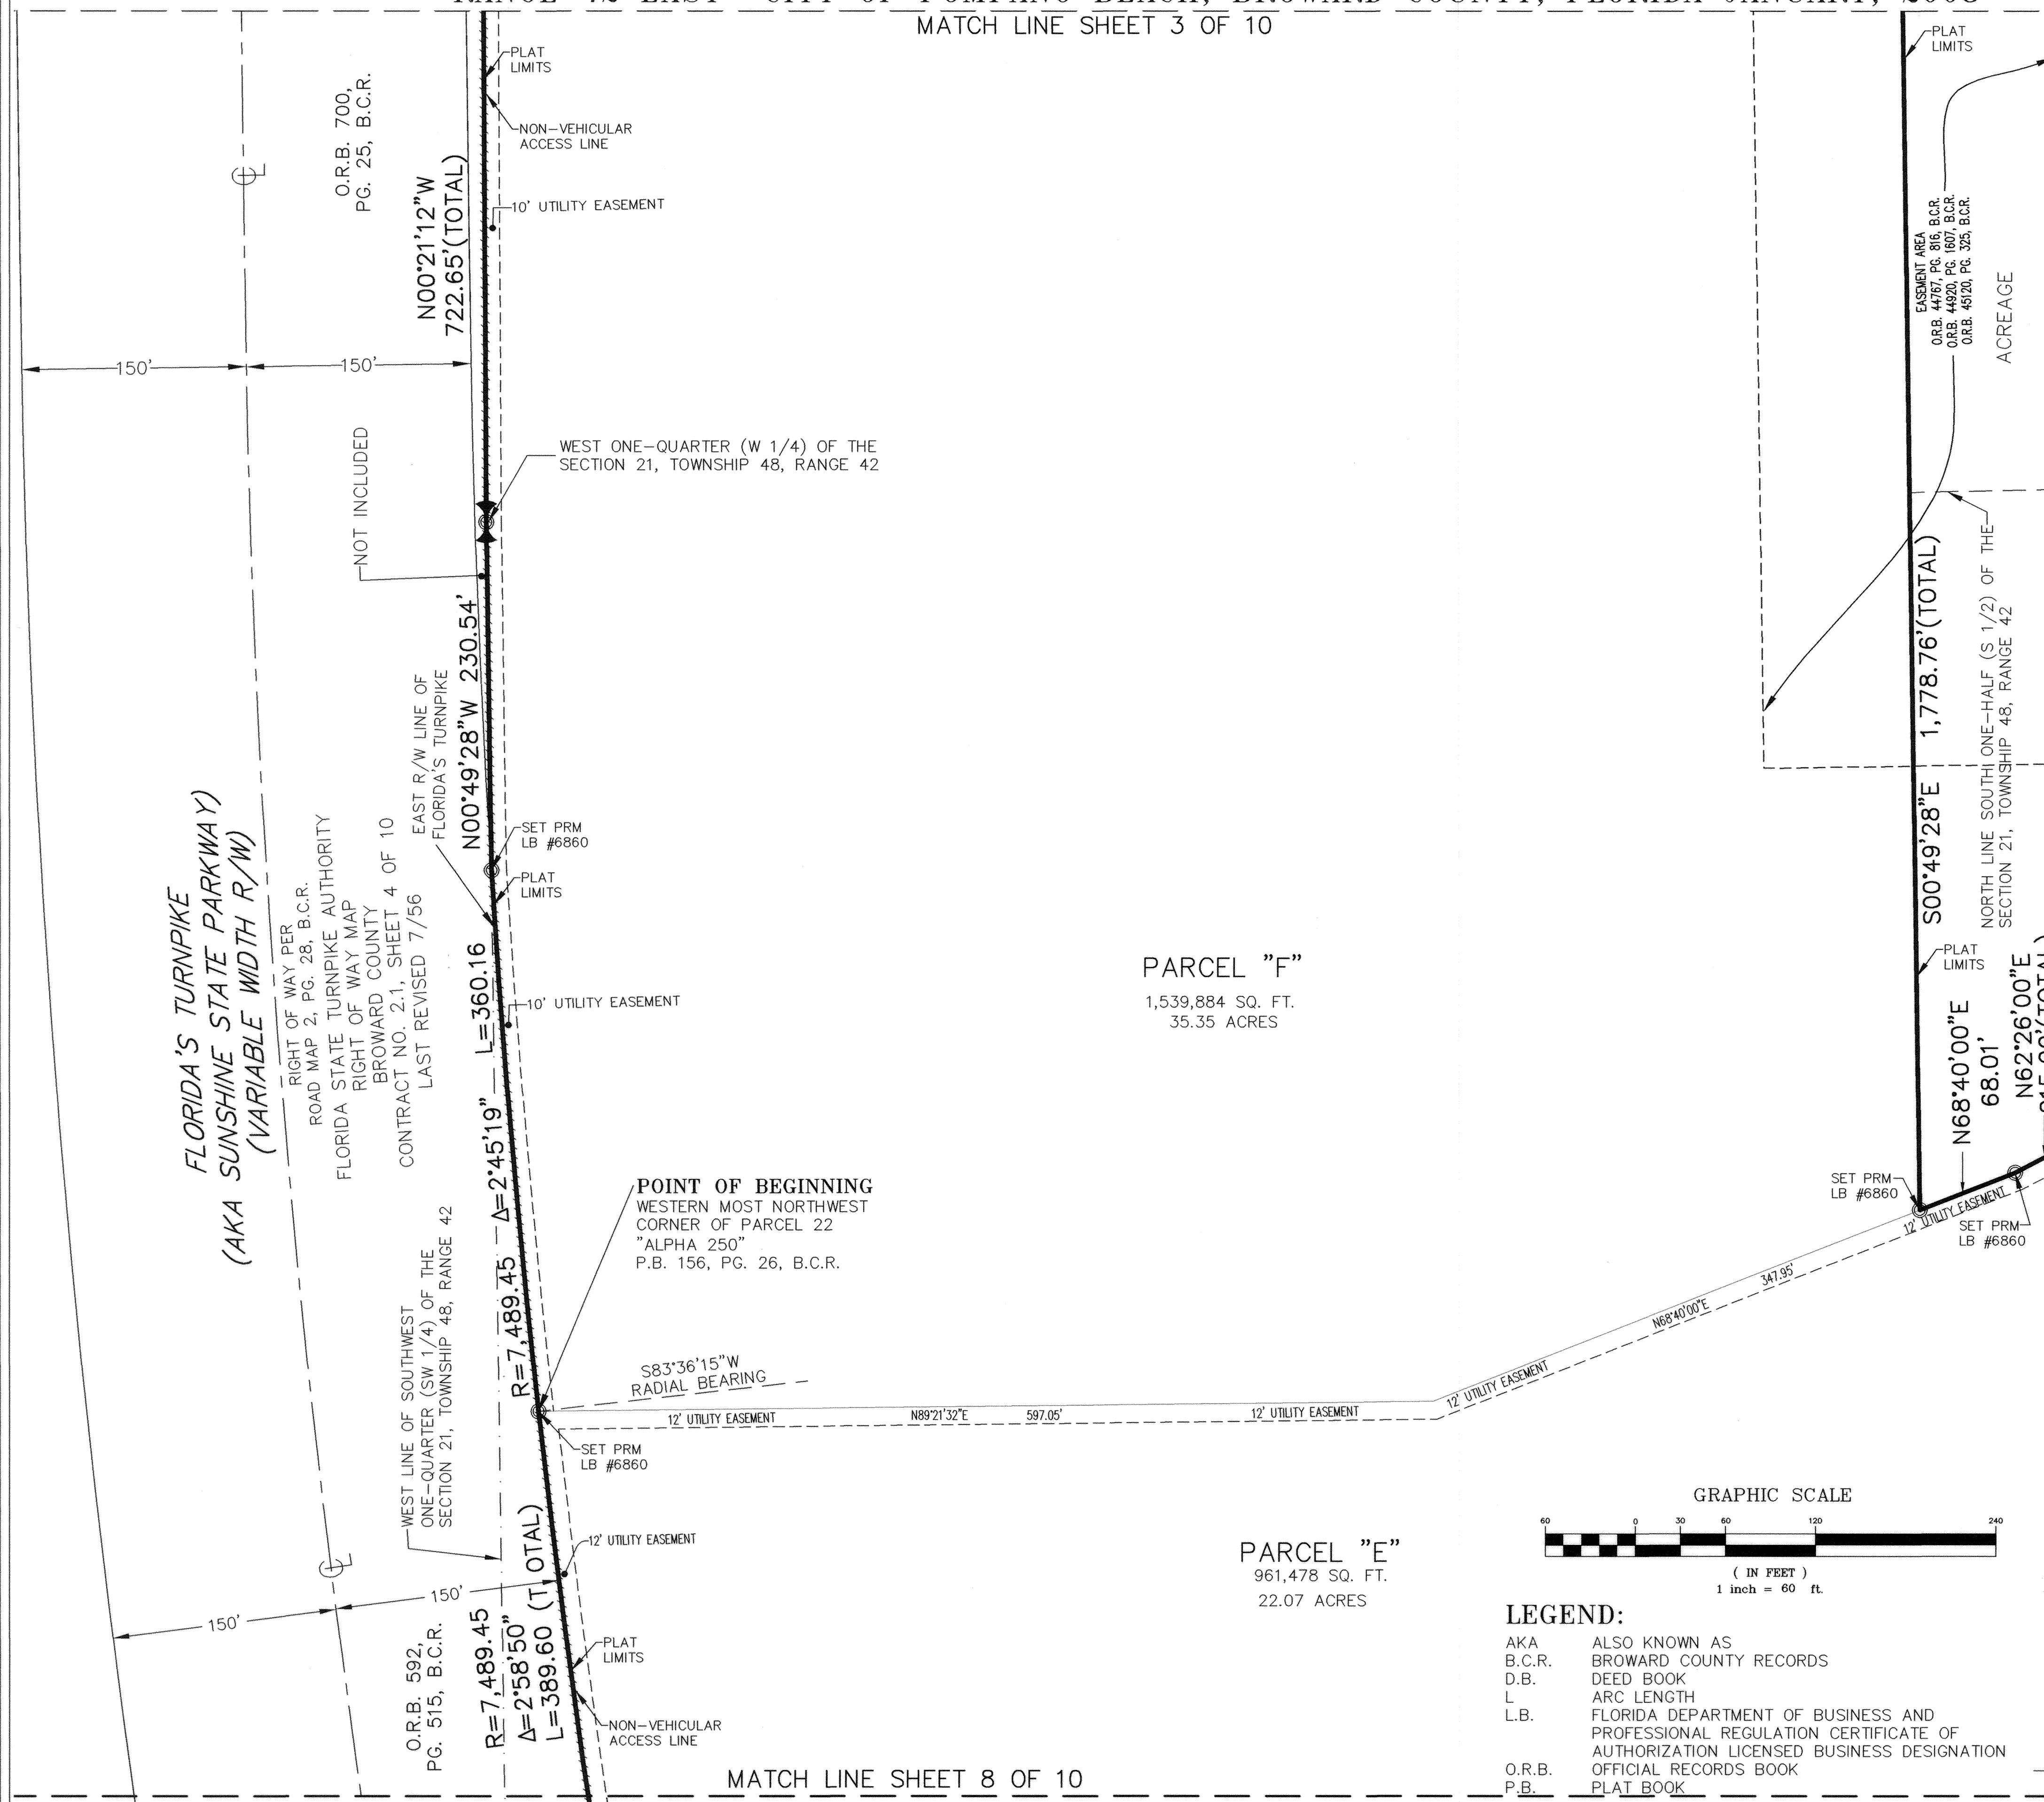 MATCH LINE SHEET 3 OF 10
PLAT
LIMITS
NON-VEHICULAR
ACCESS LINE
O.R.B. 700,
PG. 25, B.C.R.
N00°21'12"W
722.65'(TOTAL)
10' UTILITY EASEMENT
150'
150'
WEST ONE-QUARTER (W 1/4) OF THE
SECTION 21, TOWNSHIP 48, RANGE 42
NOT INCLUDED
N00°49'28"W 230.54'
EAST R/W LINE OF
FLORIDA'S TURNPIKE
SET PRM
LB #6860
PLAT
LIMITS
FLORIDA'S TURNPIKE
(AKA SUNSHINE STATE PARKWAY)
(VARIABLE WIDTH R/W)
RIGHT OF WAY PER
ROAD MAP 2, PG. 28, B.C.R.
FLORIDA STATE TURNPIKE AUTHORITY
RIGHT OF WAY MAP
BROWARD COUNTY
CONTRACT NO. 2.1, SHEET 4 OF 10
LAST REVISED 7/56
R=7,489.45 Δ=2°45'19" L=360.16
10' UTILITY EASEMENT
POINT OF BEGINNING
WESTERN MOST NORTHWEST
CORNER OF PARCEL 22
"ALPHA 250"
P.B. 156, PG. 26, B.C.R.
WEST LINE OF SOUTHWEST
ONE-QUARTER (SW 1/4) OF THE
SECTION 21, TOWNSHIP 48, RANGE 42
S83°36'15"W
RADIAL BEARING
12' UTILITY EASEMENT
N89°21'32"E
597.05'
12' UTILITY EASEMENT
12' UTILITY EASEMENT
N68°40'00"E
347.95'
12' UTILITY EASEMENT
SET PRM
LB #6860
12' UTILITY EASEMENT
150'
150'
O.R.B. 592,
PG. 515, B.C.R.
R=7,489.45
Δ=2°58'50"
L=389.60 (T OTAL)
PLAT
LIMITS
NON-VEHICULAR
ACCESS LINE
MATCH LINE SHEET 8 OF 10
PARCEL "F"
1,539,884 SQ. FT.
35.35 ACRES
PARCEL "E"
961,478 SQ. FT.
22.07 ACRES
PLAT
LIMITS
EASEMENT AREA
O.R.B. 44767, PG. 816, B.C.R.
O.R.B. 44920, PG. 1607, B.C.R.
O.R.B. 45120, PG. 325, B.C.R.
ACREAGE
S00°49'28"E 1,778.76'(TOTAL)
NORTH LINE SOUTH ONE-HALF (S 1/2) OF THE
SECTION 21, TOWNSHIP 48, RANGE 42
PLAT
LIMITS
N68°40'00"E
68.01'
N62°26'00"E
SET PRM
LB #6860
SET PRM
LB #6860
GRAPHIC SCALE
60 0 30 60 120 240
( IN FEET )
1 inch = 60 ft.
LEGEND:
AKA ALSO KNOWN AS
B.C.R. BROWARD COUNTY RECORDS
D.B. DEED BOOK
L ARC LENGTH
L.B. FLORIDA DEPARTMENT OF BUSINESS AND
PROFESSIONAL REGULATION CERTIFICATE OF
AUTHORIZATION LICENSED BUSINESS DESIGNATION
O.R.B. OFFICIAL RECORDS BOOK
P.B. PLAT BOOK